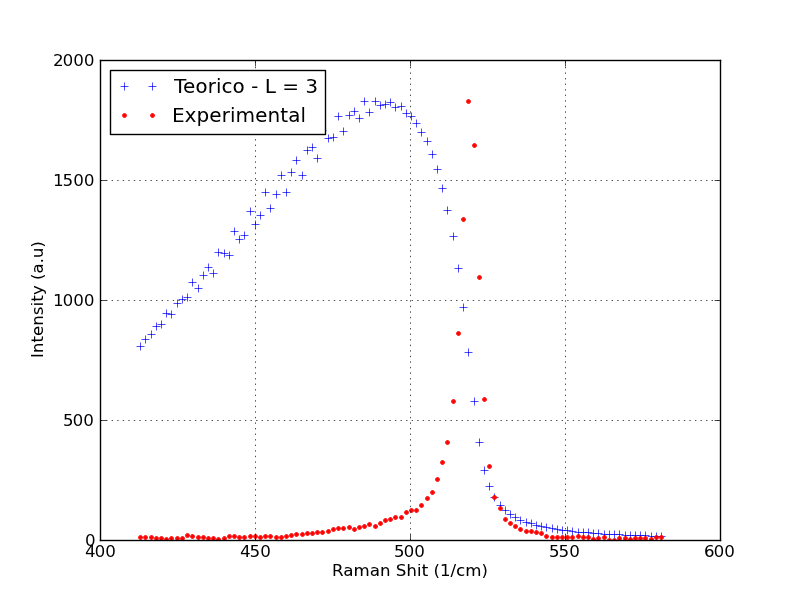 2000
Teorico - L = 3
Experimental
1500
1000
500
0
Intensity (a.u)
400 450 500 550 600
Raman Shit (1/cm)